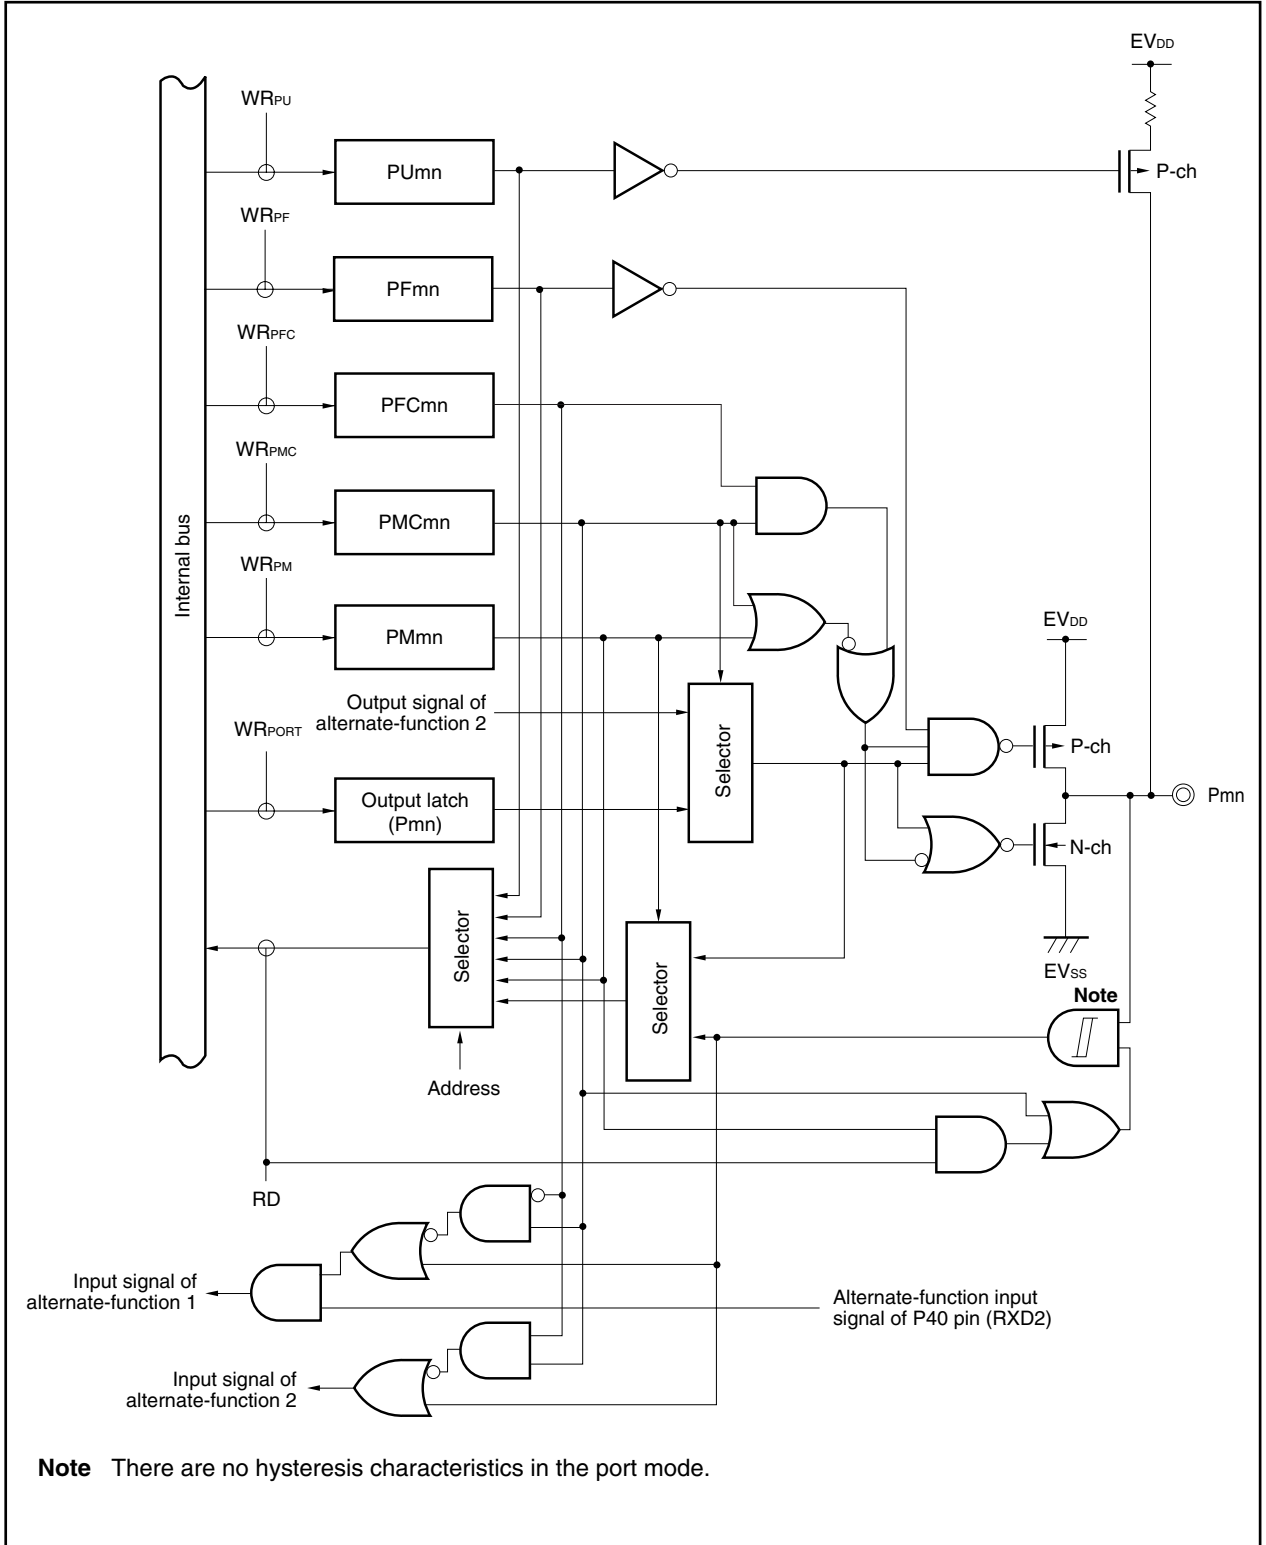 EVDD
WRPU
PUmn
P-ch
WRPF
PFmn
WRPFC
PFCmn
WRPMC
PMCmn
Internal bus
WRPM
PMmn
EVDD
Output signal of
alternate-function 2
Selector
WRPORT
P-ch
Output latch
(Pmn)
Pmn
N-ch
Selector
Selector
EVSS
Note
Address
RD
Input signal of
alternate-function 1
Alternate-function input
signal of P40 pin (RXD2)
Input signal of
alternate-function 2
Note There are no hysteresis characteristics in the port mode.